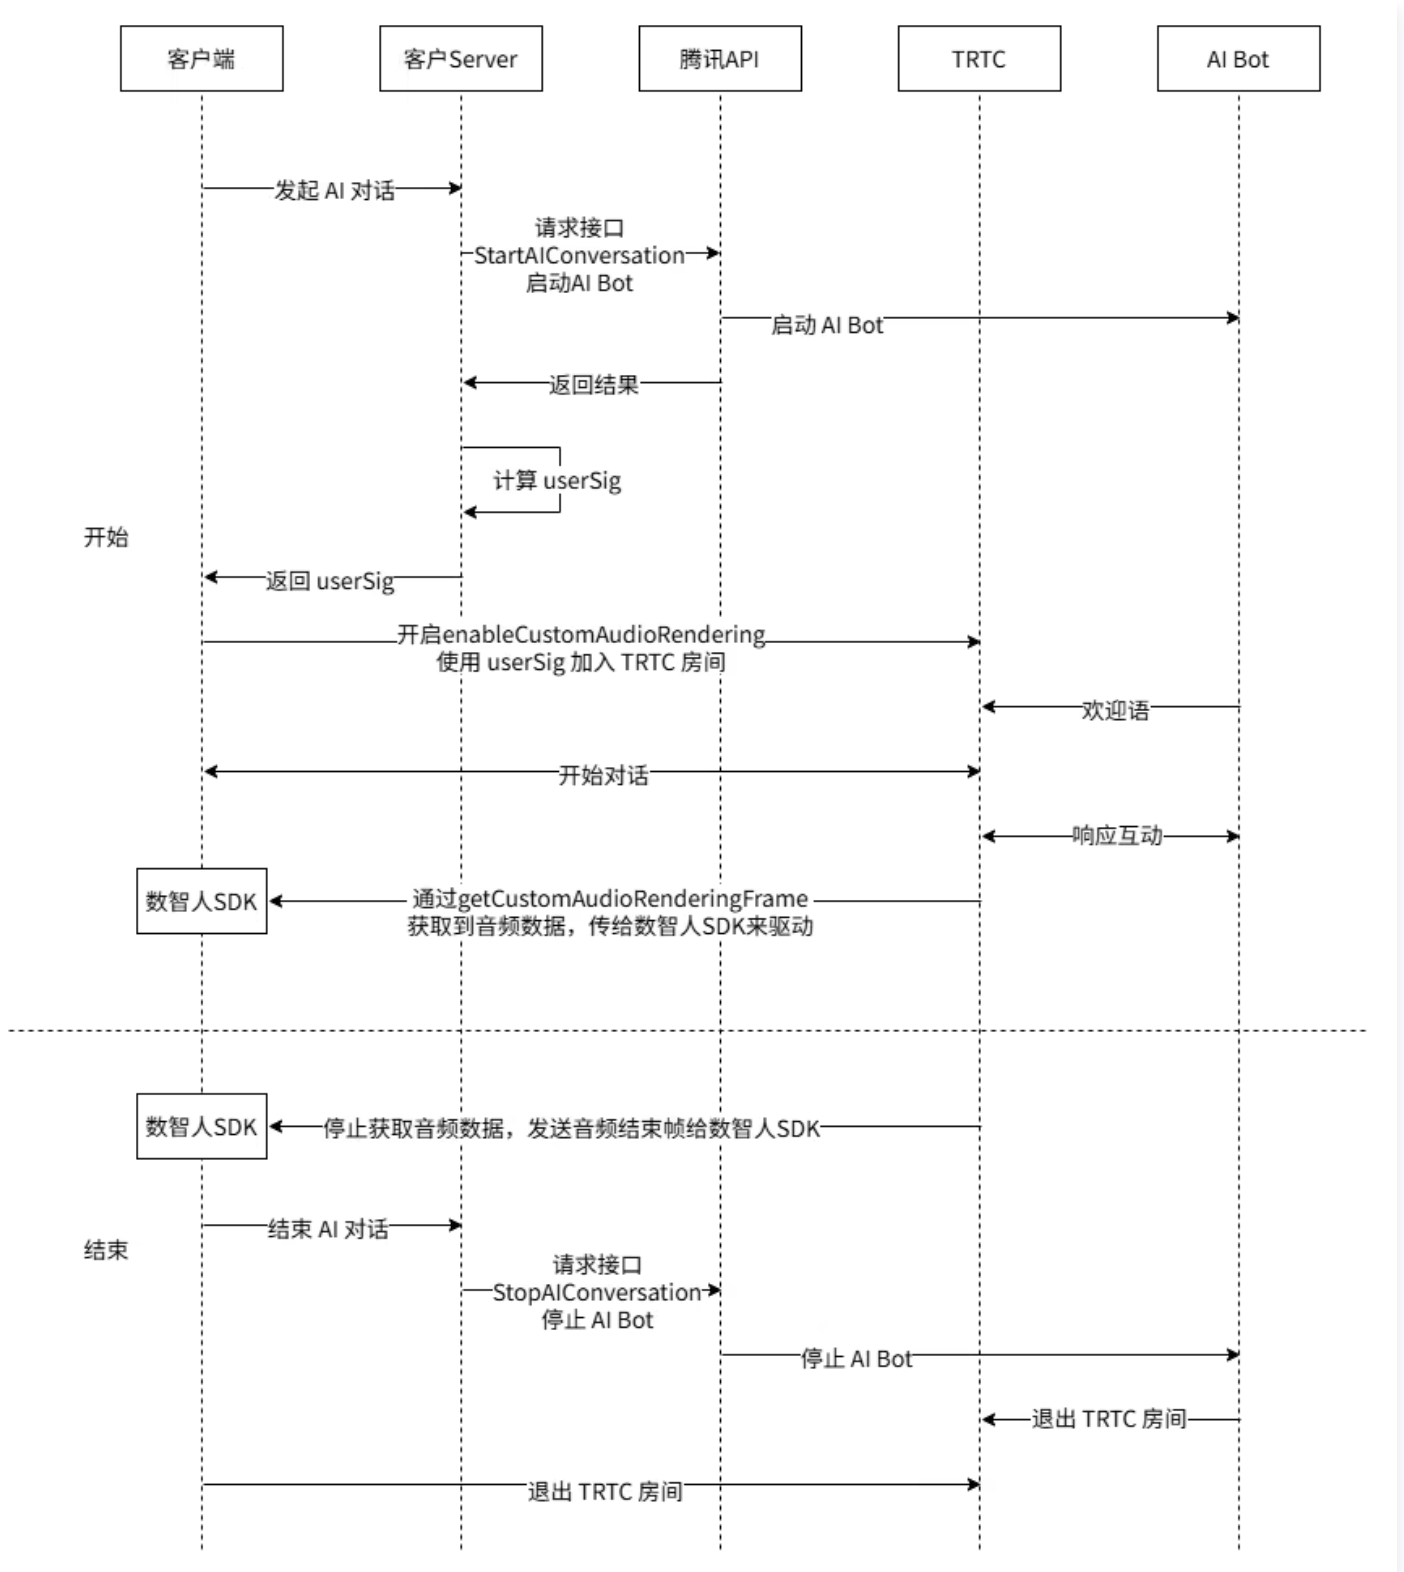 客户端
客户Server
腾讯API
TRTC
AI Bot
发起 AI 对话
请求接口
StartAIConversation
启动AI Bot
启动 AI Bot
返回结果
计算 userSig
开始
返回 userSig
开启enableCustomAudioRendering
使用 userSig 加入 TRTC 房间
欢迎语
开始对话
响应互动
数智人SDK
通过getCustomAudioRenderingFrame
获取到音频数据，传给数智人SDK来驱动
数智人SDK
停止获取音频数据，发送音频结束帧给数智人SDK
结束 AI 对话
结束
请求接口
StopAIConversation
停止 AI Bot
停止 AI Bot
退出 TRTC 房间
退出 TRTC 房间